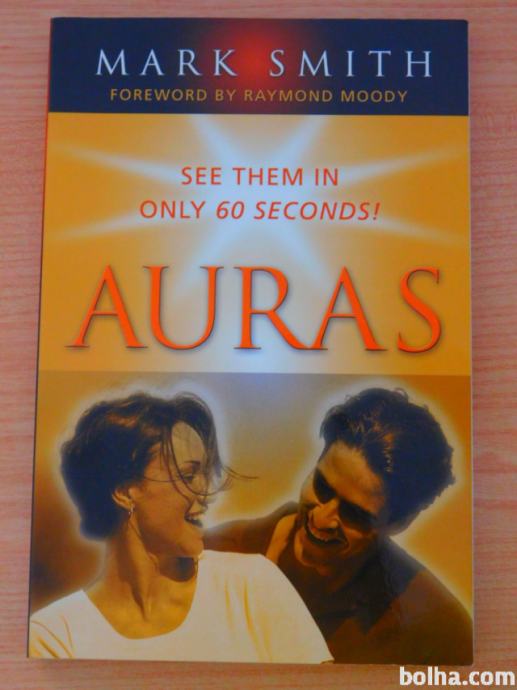 MARK SMITH
FOREWORD BY RAYMOND MOODY
SEE THEM IN
ONLY 60 SECONDS!
AURAS
bolha.com